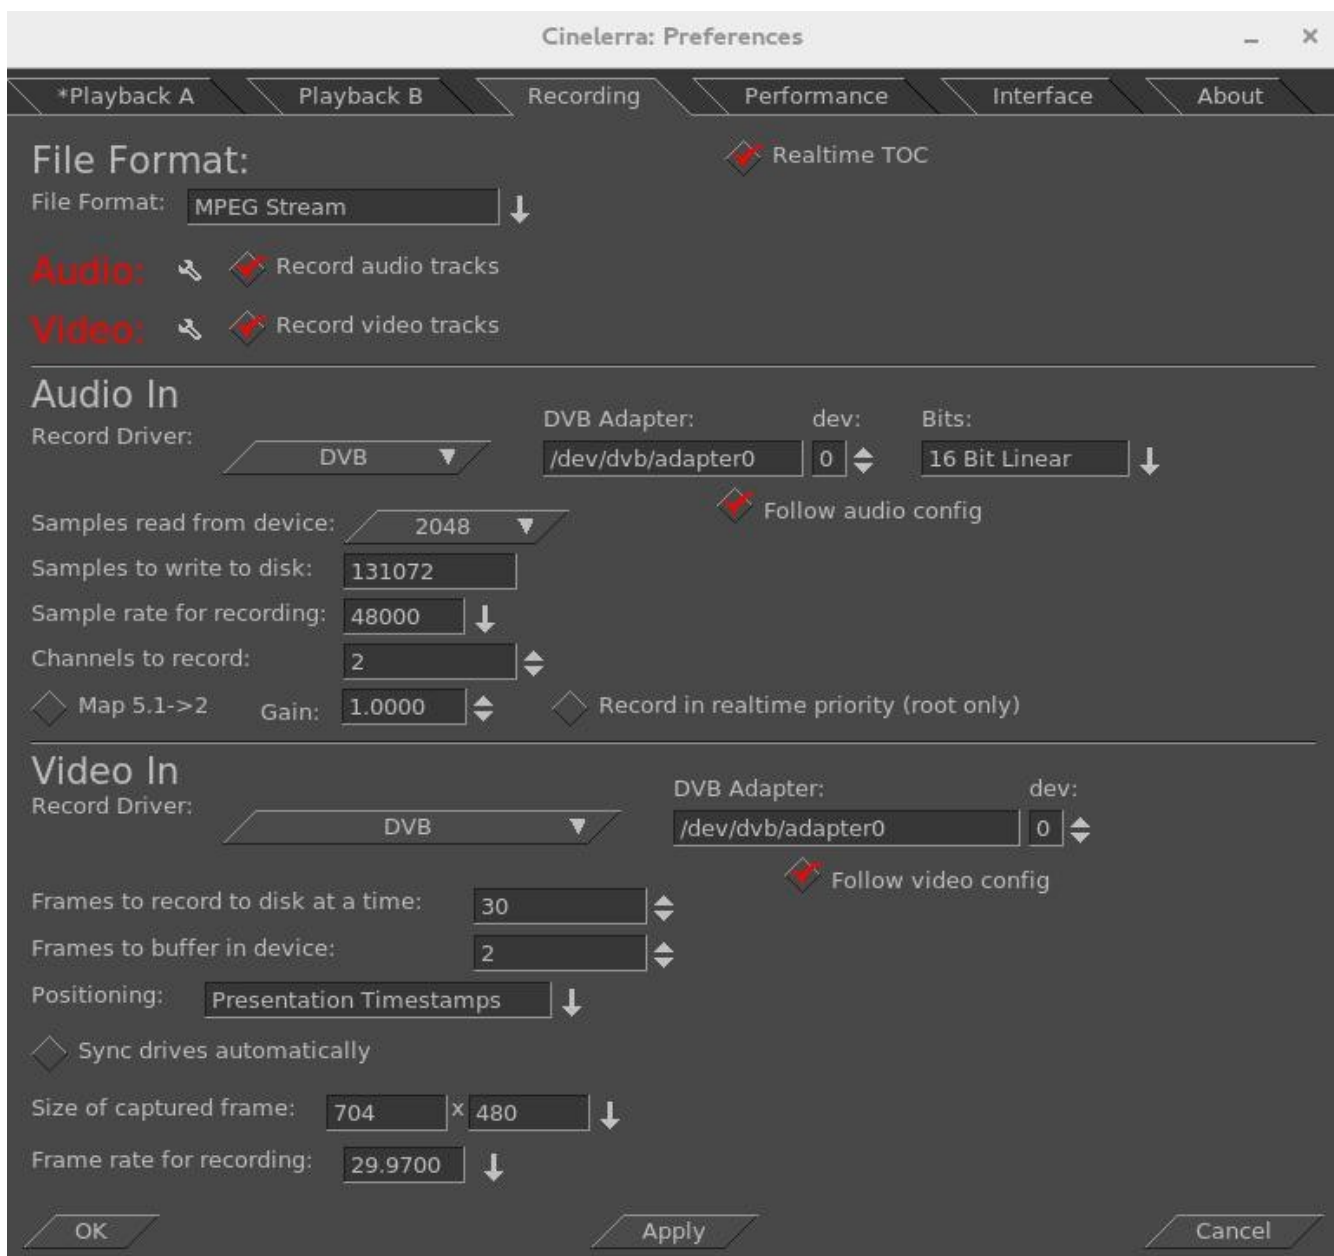 Cinelerra: Preferences
*Playback A Playback B Recording Performance Interface About
File Format: Realtime TOC
File Format: MPEG Stream
Audio: Record audio tracks
Video: Record video tracks
Audio In
DVB Adapter: dev: Bits:
Record Driver: DVB /dev/dvb/adapter0 0 16 Bit Linear
Follow audio config
Samples read from device: 2048
Samples to write to disk: 131072
Sample rate for recording: 48000
Channels to record: 2
Map 5.1->2 Gain: 1.0000 Record in realtime priority (root only)
Video In
DVB Adapter: dev:
Record Driver: DVB /dev/dvb/adapter0 0
Follow video config
Frames to record to disk at a time: 30
Frames to buffer in device: 2
Positioning: Presentation Timestamps
Sync drives automatically
Size of captured frame: 704 x 480
Frame rate for recording: 29.9700
OK Apply Cancel